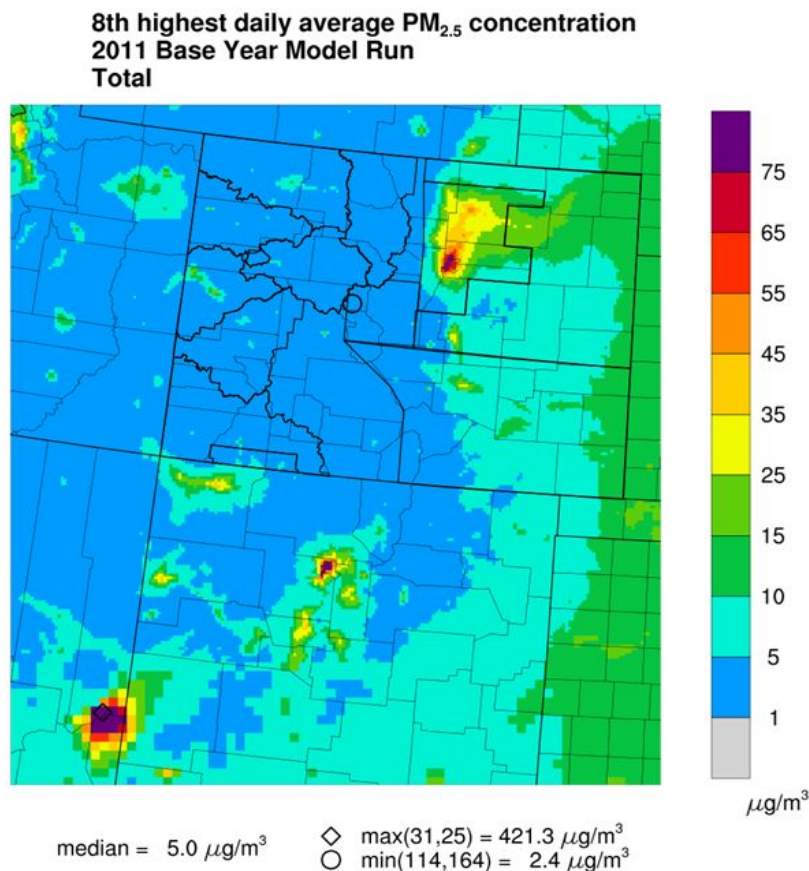 8th highest daily average PM2.5 concentration
2011 Base Year Model Run
Total
75
65
55
45
35
25
15
10
5
1
μg/m3
median = 5.0 μg/m3
max(31,25) = 421.3 μg/m3
min(114,164) = 2.4 μg/m3